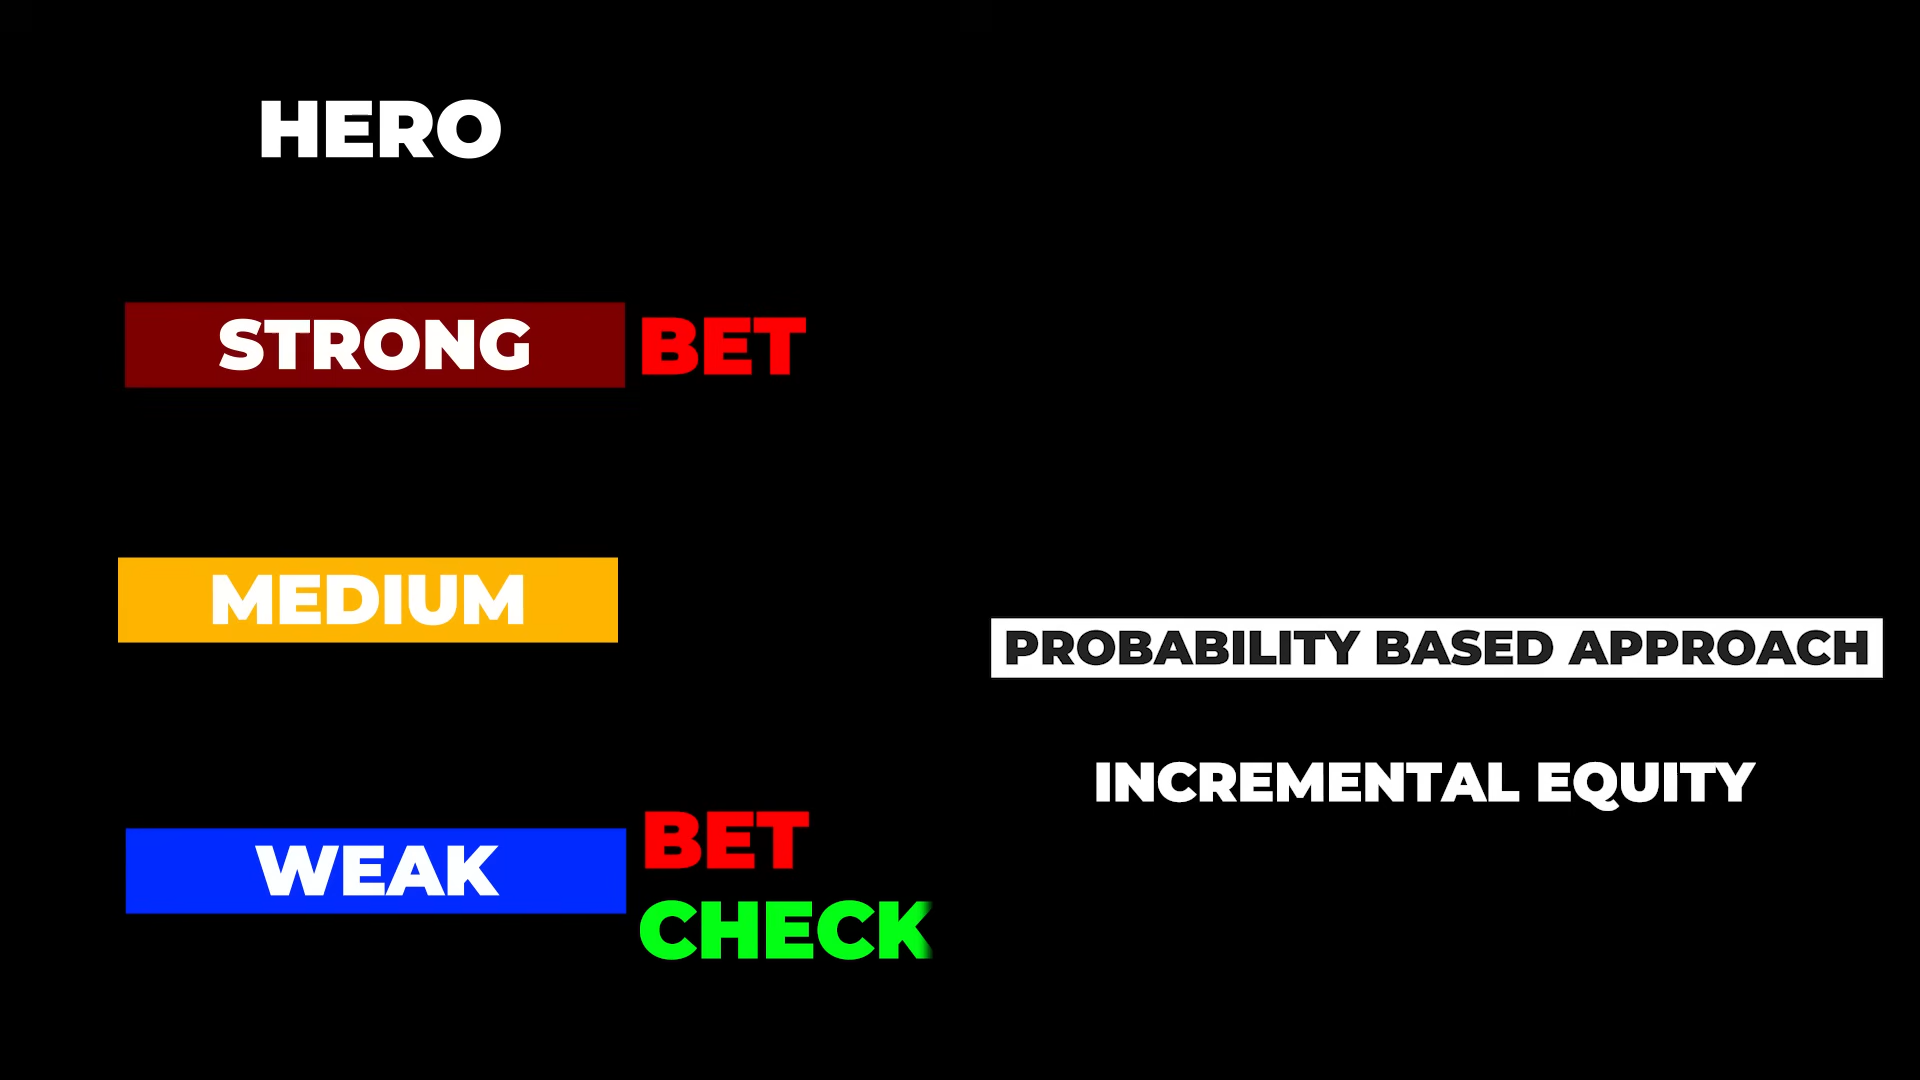 HERO
STRONG
BET
MEDIUM
PROBABILITY BASED APPROACH
INCREMENTAL EQUITY
WEAK
BET
CHECK